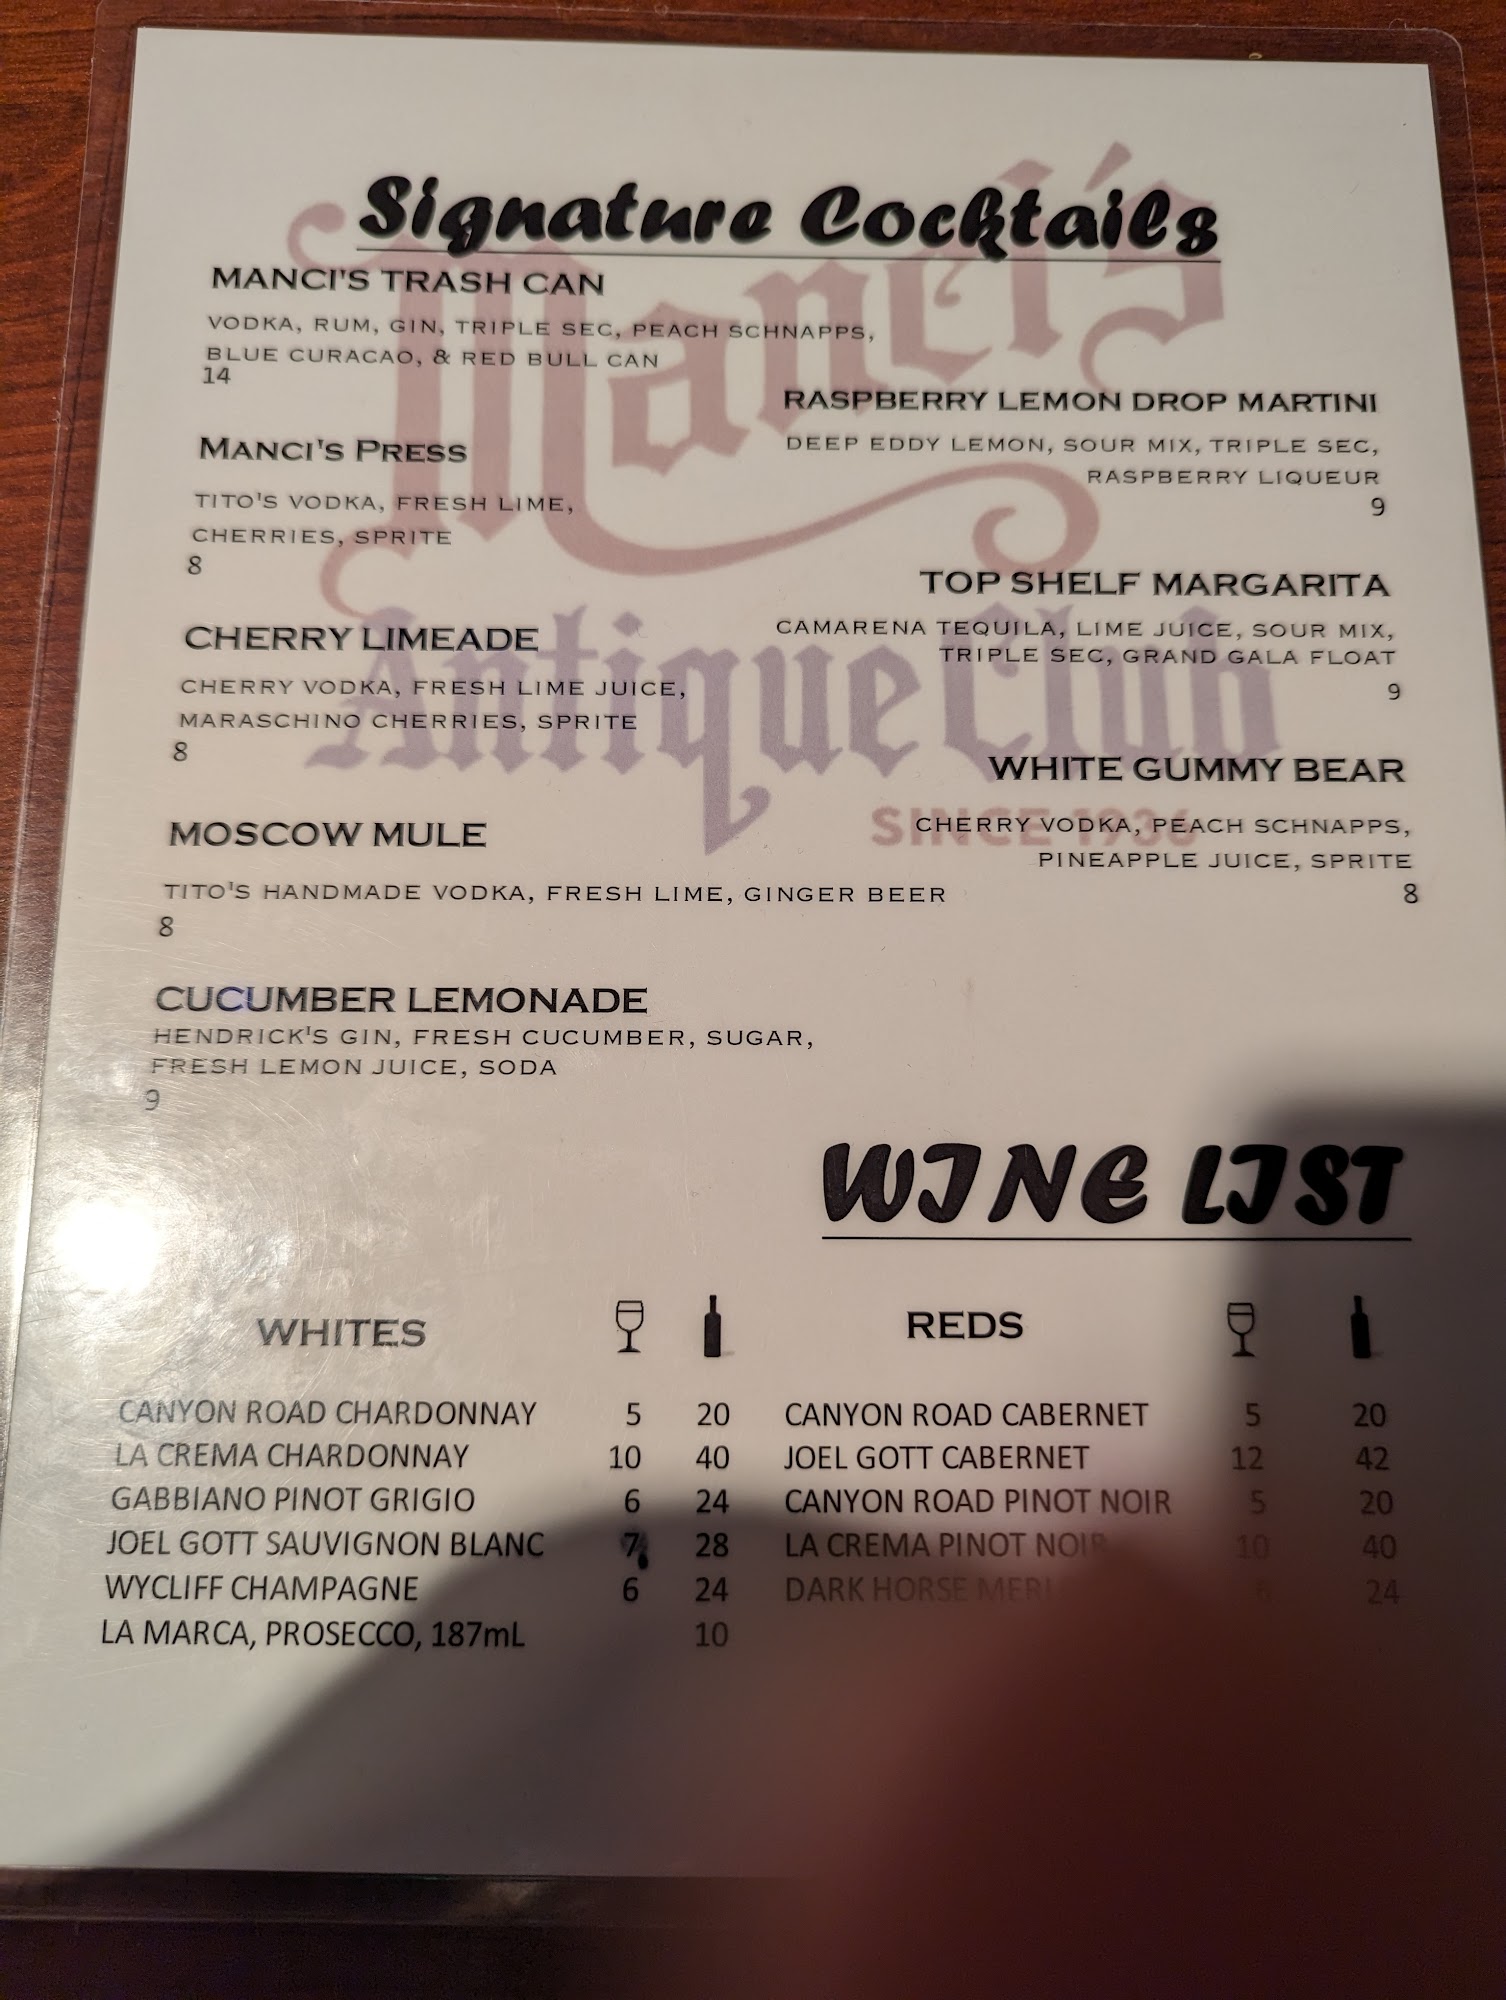 Signature Cocktails
Manci's
Antique Club
SINCE 1936
MANCI'S TRASH CAN
VODKA, RUM, GIN, TRIPLE SEC, PEACH SCHNAPPS,
BLUE CURACAO, & RED BULL CAN
14
MANCI'S PRESS
TITO'S VODKA, FRESH LIME,
CHERRIES, SPRITE
8
CHERRY LIMEADE
CHERRY VODKA, FRESH LIME JUICE,
MARASCHINO CHERRIES, SPRITE
8
MOSCOW MULE
TITO'S HANDMADE VODKA, FRESH LIME, GINGER BEER
8
CUCUMBER LEMONADE
HENDRICK'S GIN, FRESH CUCUMBER, SUGAR,
FRESH LEMON JUICE, SODA
9
RASPBERRY LEMON DROP MARTINI
DEEP EDDY LEMON, SOUR MIX, TRIPLE SEC,
RASPBERRY LIQUEUR
9
TOP SHELF MARGARITA
CAMARENA TEQUILA, LIME JUICE, SOUR MIX,
TRIPLE SEC, GRAND GALA FLOAT
9
WHITE GUMMY BEAR
CHERRY VODKA, PEACH SCHNAPPS,
PINEAPPLE JUICE, SPRITE
8
WINE LIST
WHITES
CANYON ROAD CHARDONNAY 5 20
LA CREMA CHARDONNAY 10 40
GABBIANO PINOT GRIGIO 6 24
JOEL GOTT SAUVIGNON BLANC 7 28
WYCLIFF CHAMPAGNE 6 24
LA MARCA, PROSECCO, 187mL 10
REDS
CANYON ROAD CABERNET 5 20
JOEL GOTT CABERNET 12 42
CANYON ROAD PINOT NOIR 5 20
LA CREMA PINOT NOIR 10 40
DARK HORSE 6 24